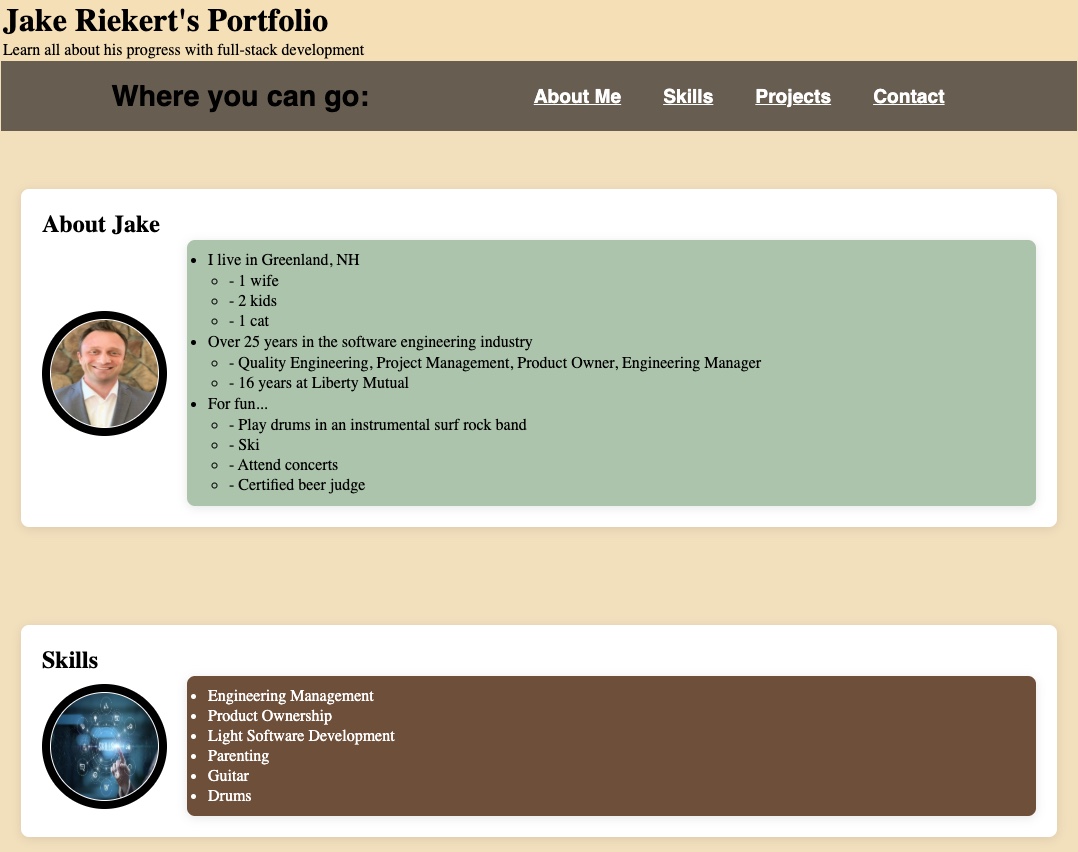 Jake Riekert's Portfolio
Learn all about his progress with full-stack development
Where you can go:
About Me Skills Projects Contact
About Jake
I live in Greenland, NH
- 1 wife
- 2 kids
- 1 cat
Over 25 years in the software engineering industry
- Quality Engineering, Project Management, Product Owner, Engineering Manager
- 16 years at Liberty Mutual
For fun...
- Play drums in an instrumental surf rock band
- Ski
- Attend concerts
- Certified beer judge
Skills
Engineering Management
Product Ownership
Light Software Development
Parenting
Guitar
Drums